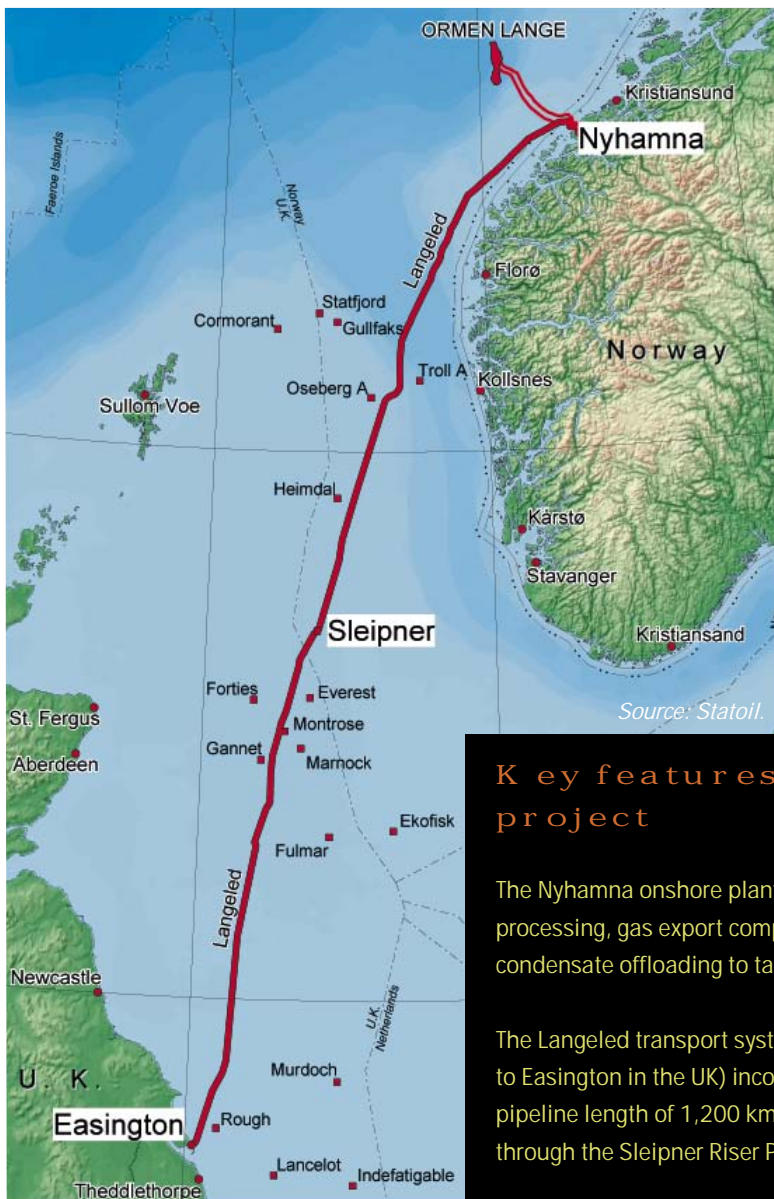 ORMEN LANGE
Kristiansund
Nyhamna
Faeroe Islands
Norway
U.K.
Langeled
Florø
Statfjord
Cormorant
Gullfaks
Norway
Troll A
Kollsnes
Oseberg A
Sullom Voe
Heimdal
Kårstø
Stavanger
Sleipner
Kristiansand
Forties
Everest
St. Fergus
Source: Statoil.
Montrose
Gannet
Marnock
Aberdeen
Key features
project
Ekofisk
Fulmar
The Nyhamna onshore plan
processing, gas export comp
condensate offloading to ta
Langeled
Newcastle
U.K.
Netherlands
The Langeled transport syst
to Easington in the UK) inco
pipeline length of 1,200 km
through the Sleipner Riser P
Murdoch
U. K.
Rough
Easington
Lancelot
Indefatigable
Theddlethorpe